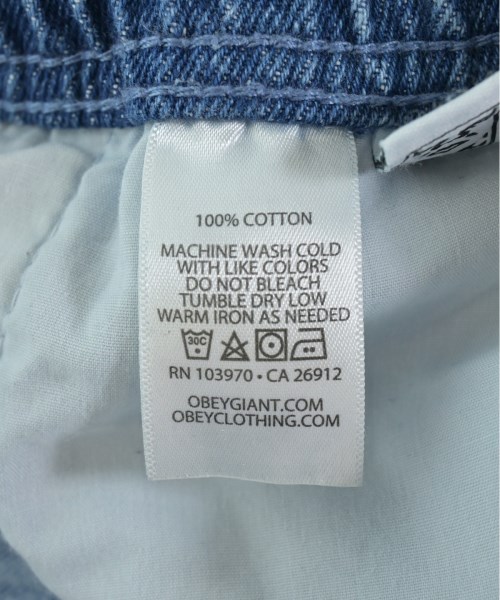 100% COTTON
MACHINE WASH COLD
WITH LIKE COLORS
DO NOT BLEACH
TUMBLE DRY LOW
WARM IRON AS NEEDED
30C
RN 103970 • CA 26912
OBEYGIANT.COM
OBEYCLOTHING.COM